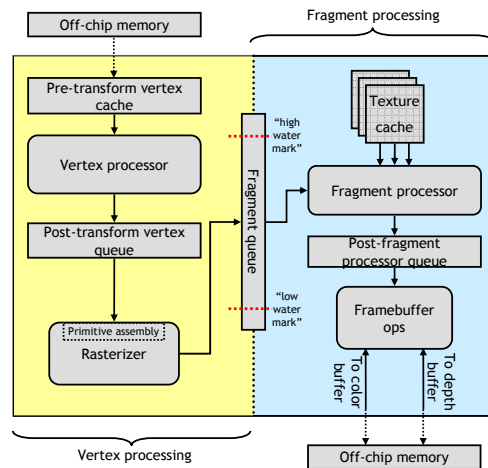 Fragment processing
Off-chip memory
Pre-transform vertex
cache
Vertex processor
Post-transform vertex
queue
Primitive assembly
Rasterizer
Vertex processing
“high
water
mark”
Fragment queue
“low
water
mark”
Texture
cache
Fragment processor
Post-fragment
processor queue
Framebuffer
ops
To color
buffer
To depth
buffer
Off-chip memory